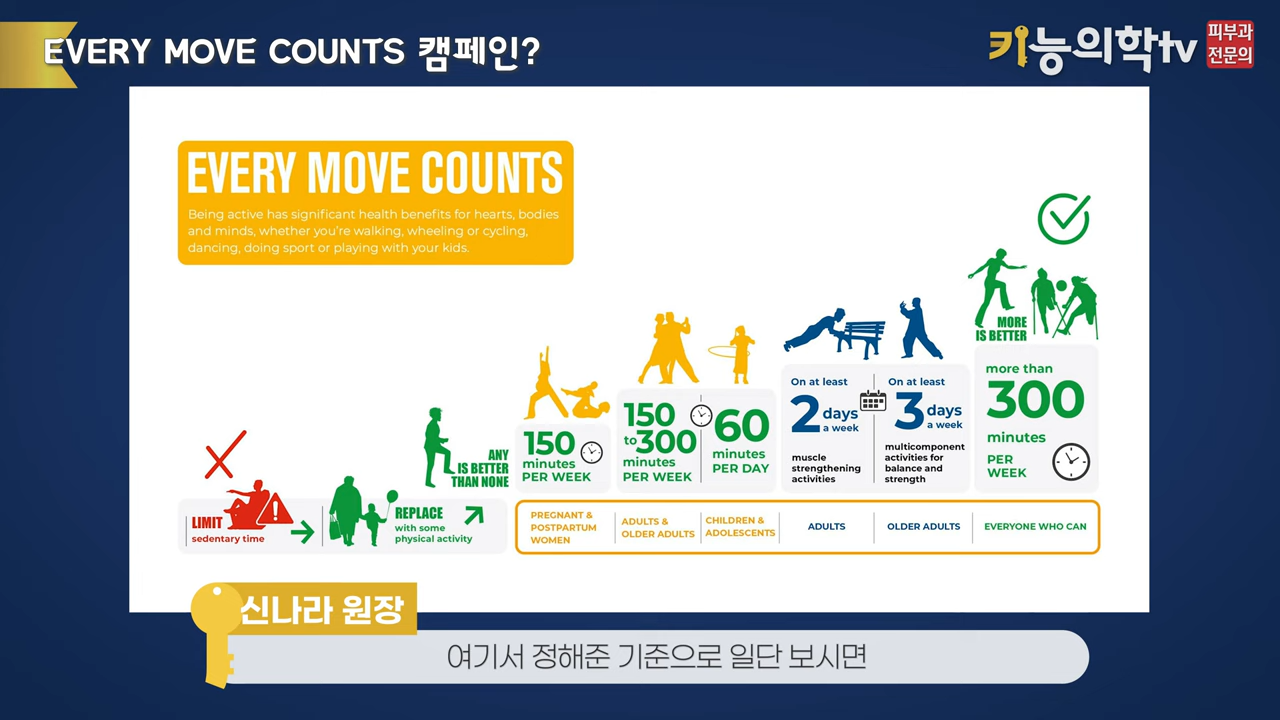 EVERY MOVE COUNTS 캠페인?
키능의학tv
피부과
전문의
EVERY MOVE COUNTS
Being active has significant health benefits for hearts, bodies
and minds, whether you're walking, wheeling or cycling,
dancing, doing sport or playing with your kids.
LIMIT
sedentary time
REPLACE
with some
physical activity
ANY
IS BETTER
THAN NONE
150
minutes
PER WEEK
150
to300
minutes
PER WEEK
60
minutes
PER DAY
On at least
2 days
a week
muscle
strengthening
activities
On at least
3 days
a week
multicomponent
activities for
balance and
strength
MORE
IS BETTER
more than
300
minutes
PER
WEEK
PREGNANT &
POSTPARTUM
WOMEN
ADULTS &
OLDER ADULTS
CHILDREN &
ADOLESCENTS
ADULTS
OLDER ADULTS
EVERYONE WHO CAN
신나라 원장
여기서 정해준 기준으로 일단 보시면